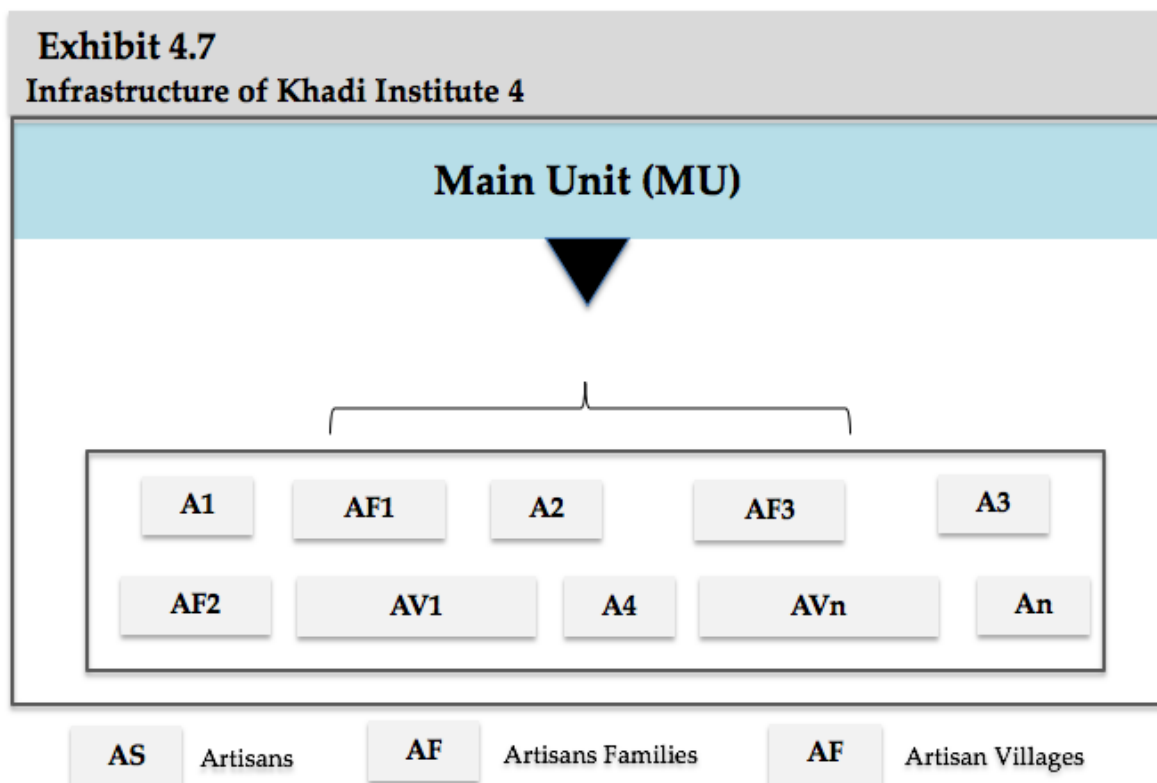 Exhibit 4.7
Infrastructure of Khadi Institute 4
Main Unit (MU)
A1 AF1 A2 AF3 A3
AF2 AV1 A4 AVn An
AS Artisans AF Artisans Families AF Artisan Villages